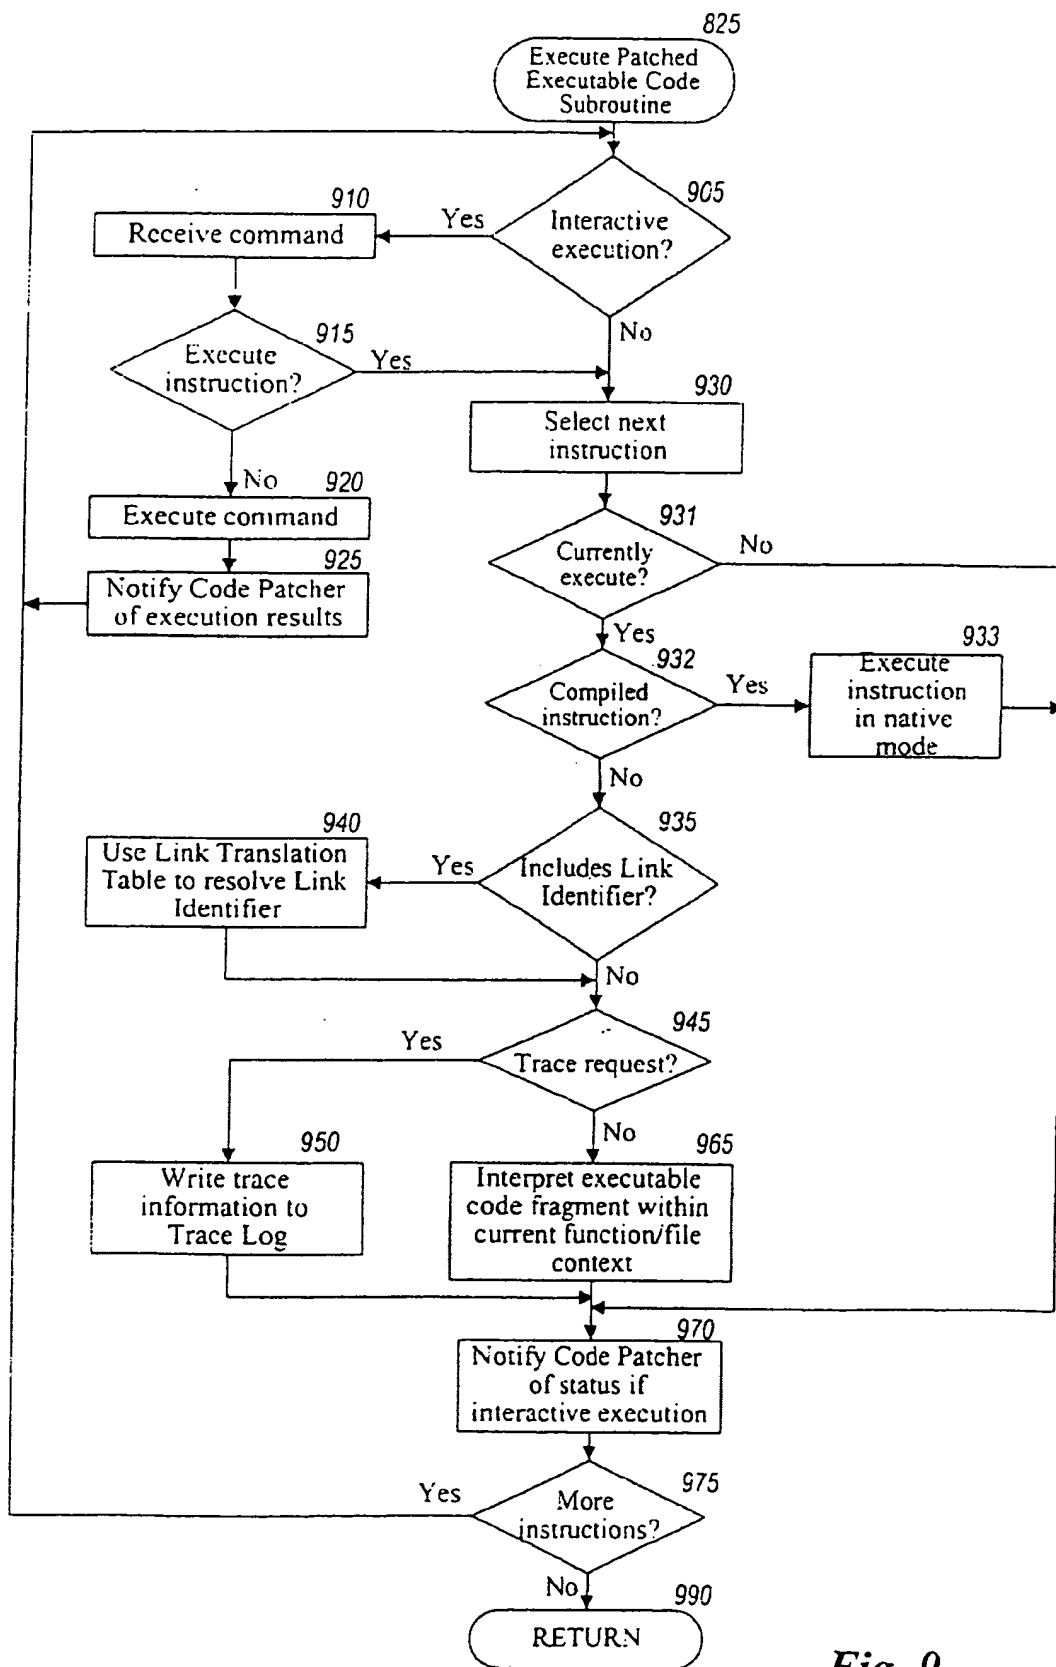 825
Execute Patched
Executable Code
Subroutine
905
Interactive
execution?
Yes
910
Receive command
No
915
Execute
instruction?
Yes
930
Select next
instruction
No
920
Execute command
931
Currently
execute?
No
925
Notify Code Patcher
of execution results
Yes
932
Compiled
instruction?
Yes
933
Execute
instruction
in native
mode
No
935
Includes Link
Identifier?
Yes
940
Use Link Translation
Table to resolve Link
Identifier
No
945
Trace request?
Yes
950
Write trace
information to
Trace Log
No
965
Interpret executable
code fragment within
current function/file
context
970
Notify Code Patcher
of status if
interactive execution
975
More
instructions?
Yes
No
990
RETURN
Fig. 9